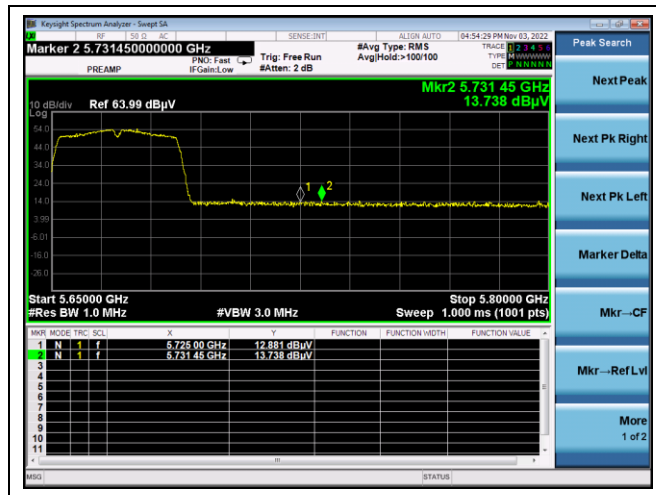 Keysight Spectrum Analyzer - Swept SA
RF 50 Ω AC SENSE:INT ALIGN AUTO 04:54:29 PM Nov 03, 2022
Marker 2 5.731450000000 GHz
PREAMP
PNO: Fast
IFGain:Low
Trig: Free Run
#Atten: 2 dB
#Avg Type: RMS
Avg|Hold:>100/100
TRACE 1 2 3 4 5 6
TYPE M WWWWW
DET P N N N N N
Peak Search
Mkr2 5.731 45 GHz
13.738 dBµV
10 dB/div Ref 63.99 dBµV
Log
54.0
44.0
34.0
24.0
14.0
3.99
-6.01
-16.0
-26.0
1
2
Start 5.65000 GHz Stop 5.80000 GHz
#Res BW 1.0 MHz #VBW 3.0 MHz Sweep 1.000 ms (1001 pts)
MKR MODE TRC SCL X Y FUNCTION FUNCTION WIDTH FUNCTION VALUE
1 N 1 f 5.725 00 GHz 12.881 dBµV
2 N 1 f 5.731 45 GHz 13.738 dBµV
3
4
5
6
7
8
9
10
11
MSG STATUS
Next Peak
Next Pk Right
Next Pk Left
Marker Delta
Mkr→CF
Mkr→Ref Lvl
More
1 of 2